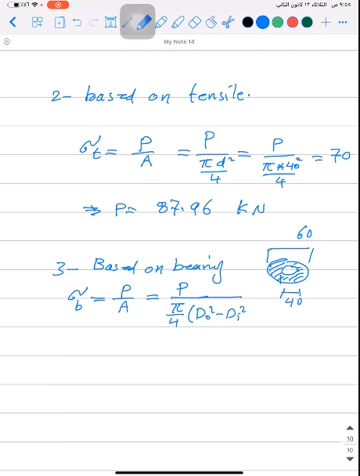 ٩:٥٨ ص الثلاثاء ١٣ كانون الثاني
My Note 14
2- based on tensile.
σt = P/A = P/(πd²/4) = P/(π*40²/4) = 70
⇒ P= 87.96 KN
60
3- Based on bearing
σb = P/A = P/(π/4 (Do²-Di²
40
10
10